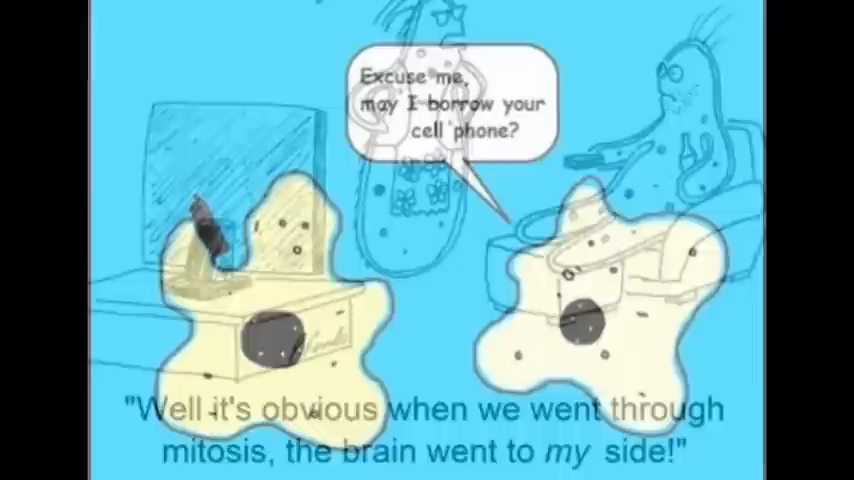 Excuse me,
may I borrow your
cell phone?
"Well it's obvious when we went through
mitosis, the brain went to my side!"